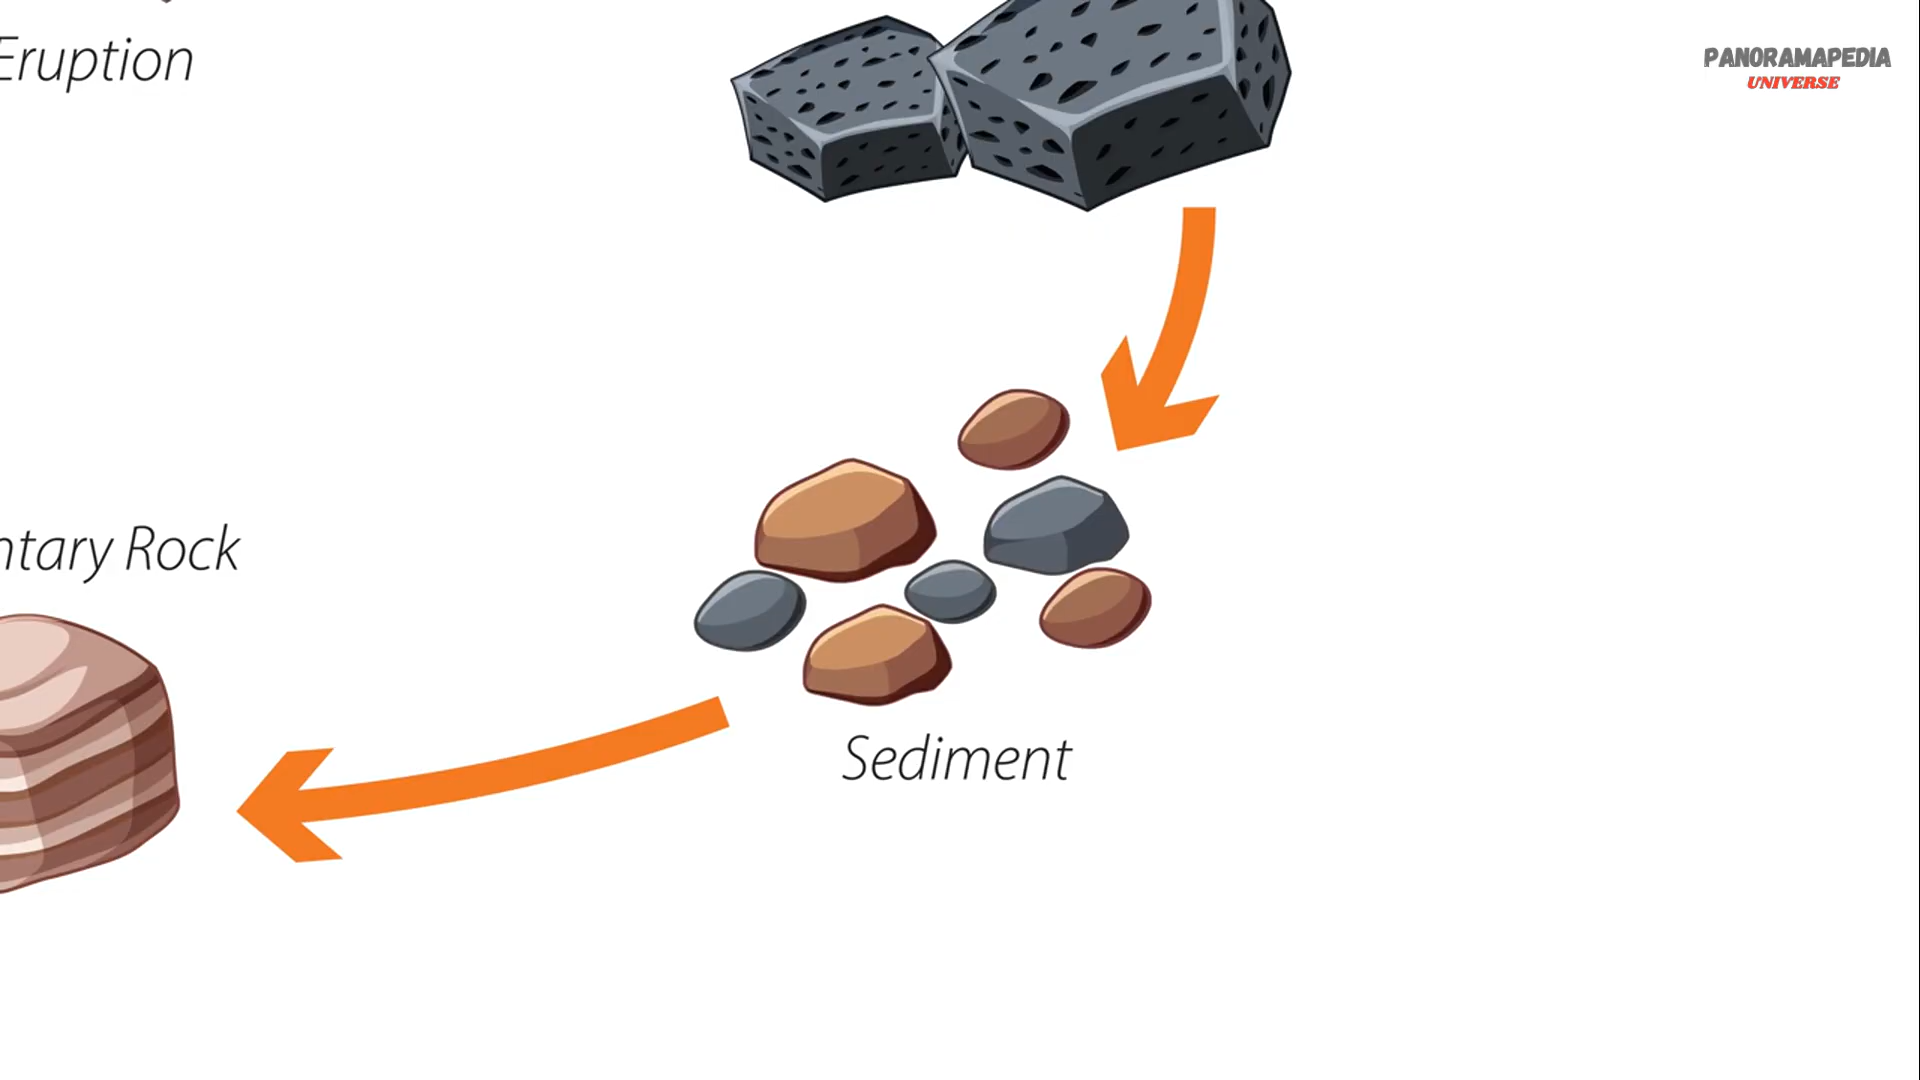 Eruption
PANORAMAPEDIA
UNIVERSE
ntary Rock
Sediment